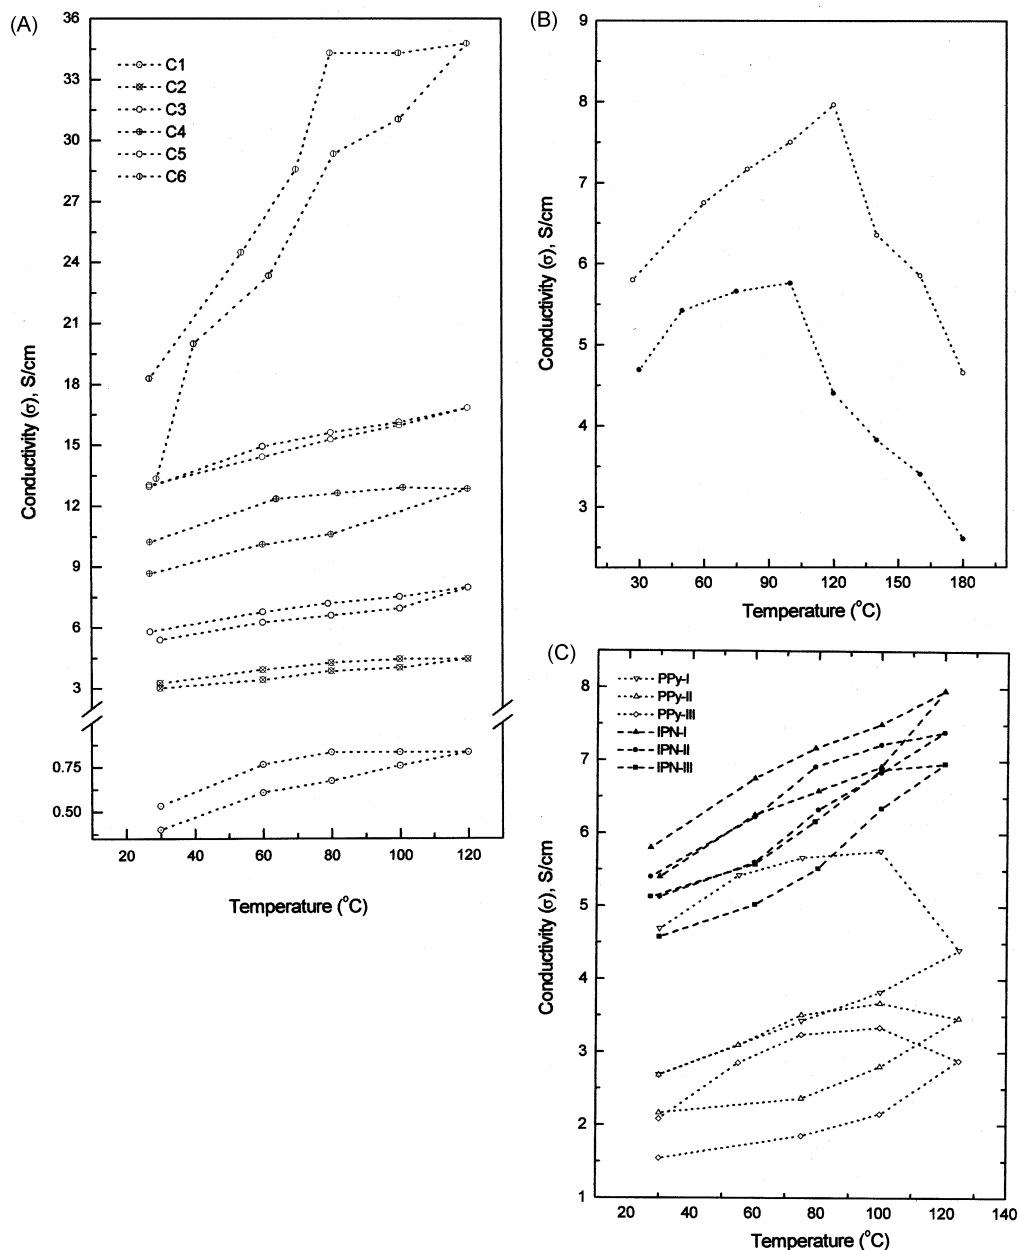 (A)
36
33
30
27
24
21
18
15
12
9
6
3
0.75
0.50
Conductivity (σ), S/cm
C1
C2
C3
C4
C5
C6
20
40
60
80
100
120
Temperature (°C)
(B)
9
8
7
6
5
4
3
Conductivity (σ), S/cm
30
60
90
120
150
180
Temperature (°C)
(C)
8
7
6
5
4
3
2
1
Conductivity (σ), S/cm
PPy-I
PPy-II
PPy-III
IPN-I
IPN-II
IPN-III
20
40
60
80
100
120
140
Temperature (°C)